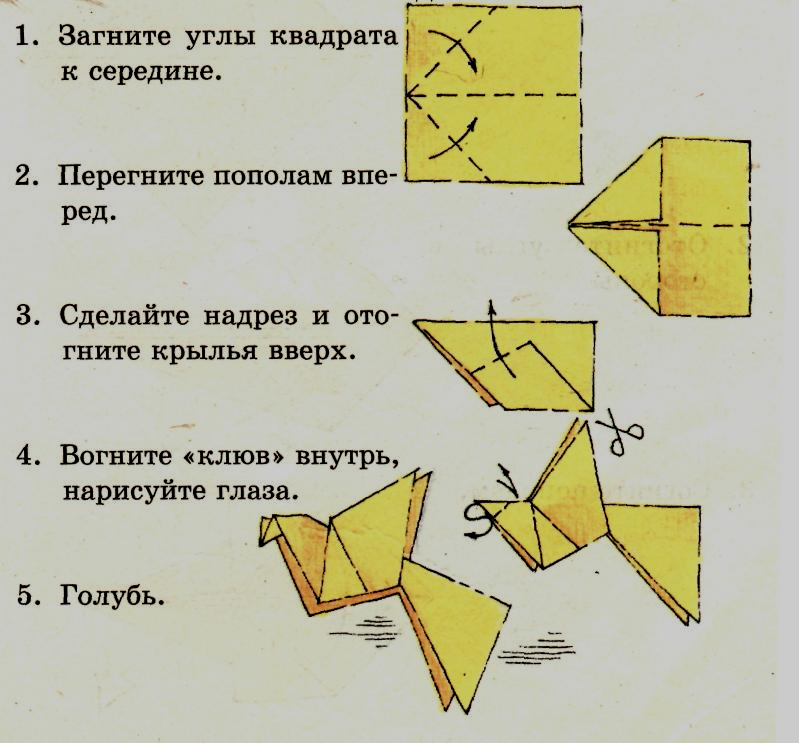 1. Загните углы квадрата
к середине.
2. Перегните пополам впе-
ред.
3. Сделайте надрез и ото-
гните крылья вверх.
4. Вогните «клюв» внутрь,
нарисуйте глаза.
5. Голубь.